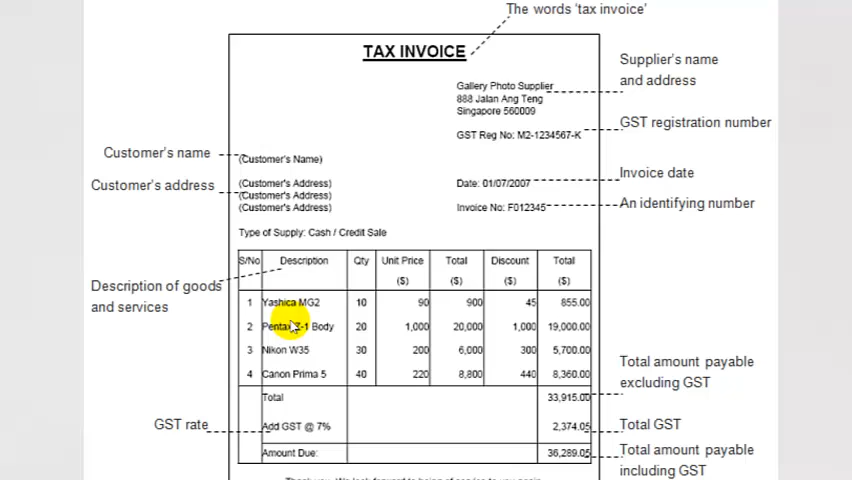 The words 'tax invoice'
TAX INVOICE
Supplier's name
and address
Gallery Photo Supplier
888 Jalan Ang Teng
Singapore 560009
GST registration number
GST Reg No: M2-1234567-K
Customer's name
(Customer's Name)
Invoice date
Customer's address
(Customer's Address)
Date: 01/07/2007
(Customer's Address)
An identifying number
(Customer's Address)
Invoice No: F012345
Type of Supply: Cash / Credit Sale
S/No Description Qty Unit Price Total Discount Total
($) ($) ($) ($)
Description of goods
and services
1 Yashica MG2 10 90 900 45 855.00
2 Pentax Body 20 1,000 20,000 1,000 19,000.00
3 Nikon W35 30 200 6,000 300 5,700.00
4 Canon Prima 5 40 220 8,800 440 8,360.00
Total amount payable
excluding GST
Total 33,915.00
GST rate
Add GST @ 7% 2,374.05
Total GST
Amount Due: 36,289.05
Total amount payable
including GST